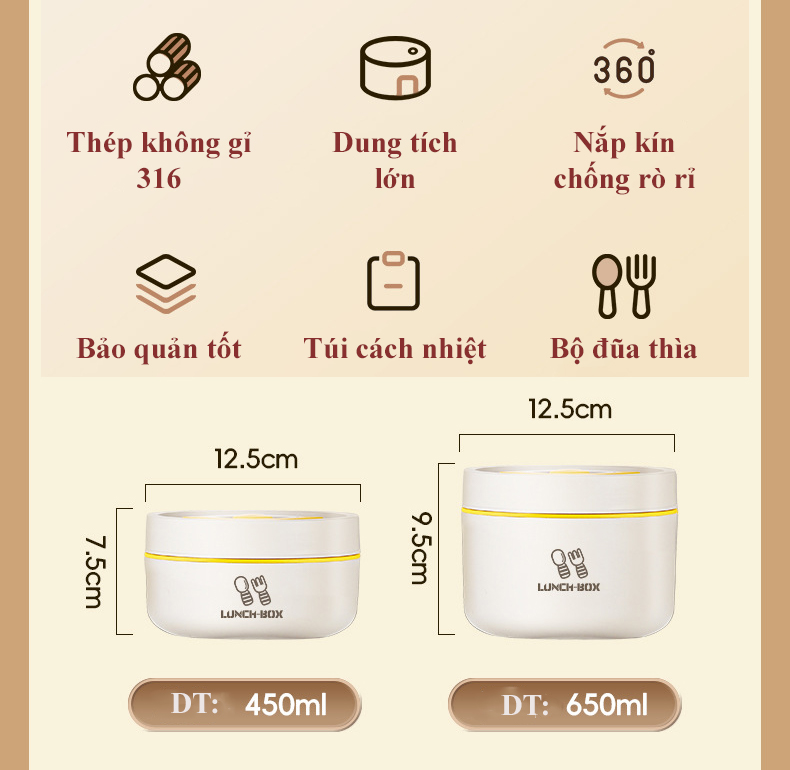 360°
Thép không gỉ
316
Dung tích
lớn
Nắp kín
chống rò rỉ
Bảo quản tốt
Túi cách nhiệt
Bộ đũa thìa
12.5cm
12.5cm
7.5cm
9.5cm
LUNCH-BOX
LUNCH-BOX
DT: 450ml
DT: 650ml